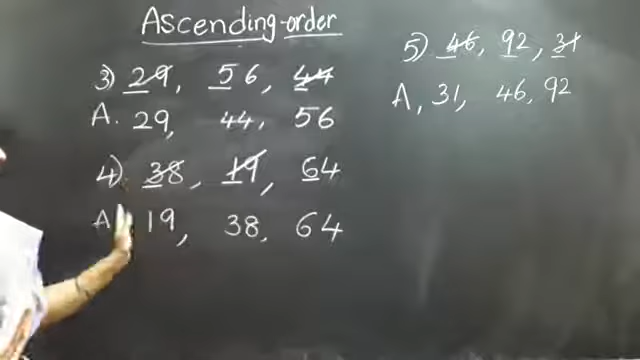 Ascending-order
3) 29, 56, 44
A. 29, 44, 56
4) 38, 19, 64
A 19, 38, 64
5) 46, 92, 31
A, 31, 46, 92